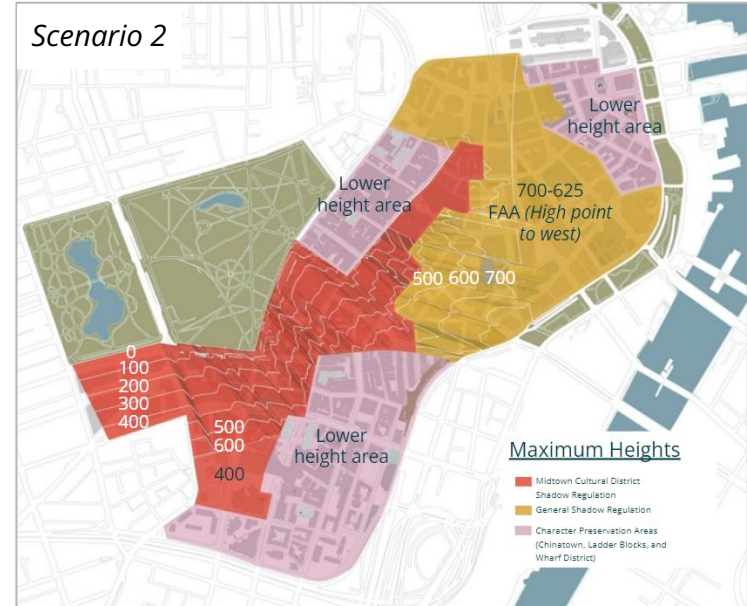 Scenario 2
Lower
height area
Lower
height area
700-625
FAA (High point
to west)
500 600 700
0
100
200
300
400
500
600
400
Lower
height area
Maximum Heights
Midtown Cultural District
Shadow Regulation
General Shadow Regulation
Character Preservation Areas
(Chinatown, Ladder Blocks, and
Wharf District)